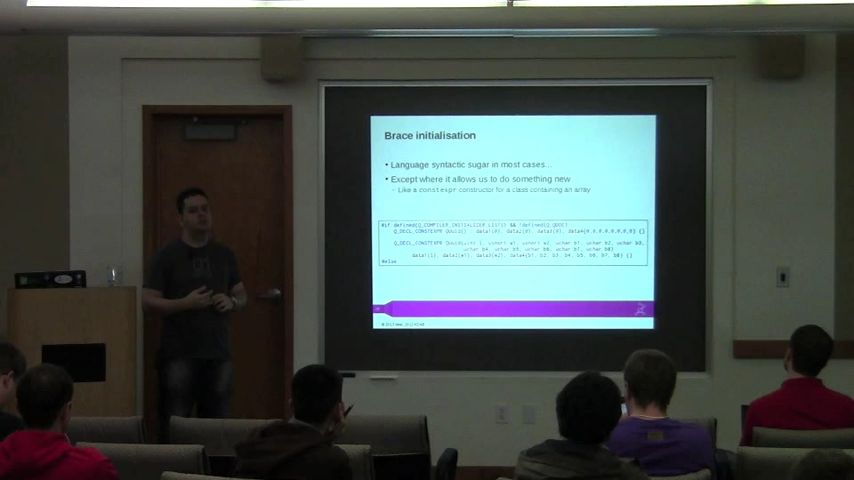 Brace initialisation
• Language syntactic sugar in most cases...
• Except where it allows us to do something new
– Like a constexpr constructor for a class containing an array
#if defined(Q_COMPILER_INITIALIZER_LISTS) && !defined(Q_QDOC)
Q_DECL_CONSTEXPR QUuid() : data1(0), data2(0), data3(0), data4{0,0,0,0,0,0,0,0} {}
Q_DECL_CONSTEXPR QUuid(uint l, ushort w1, ushort w2, uchar b1, uchar b2, uchar b3,
uchar b4, uchar b5, uchar b6, uchar b7, uchar b8)
: data1(l), data2(w1), data3(w2), data4{b1, b2, b3, b4, b5, b6, b7, b8} {}
#else